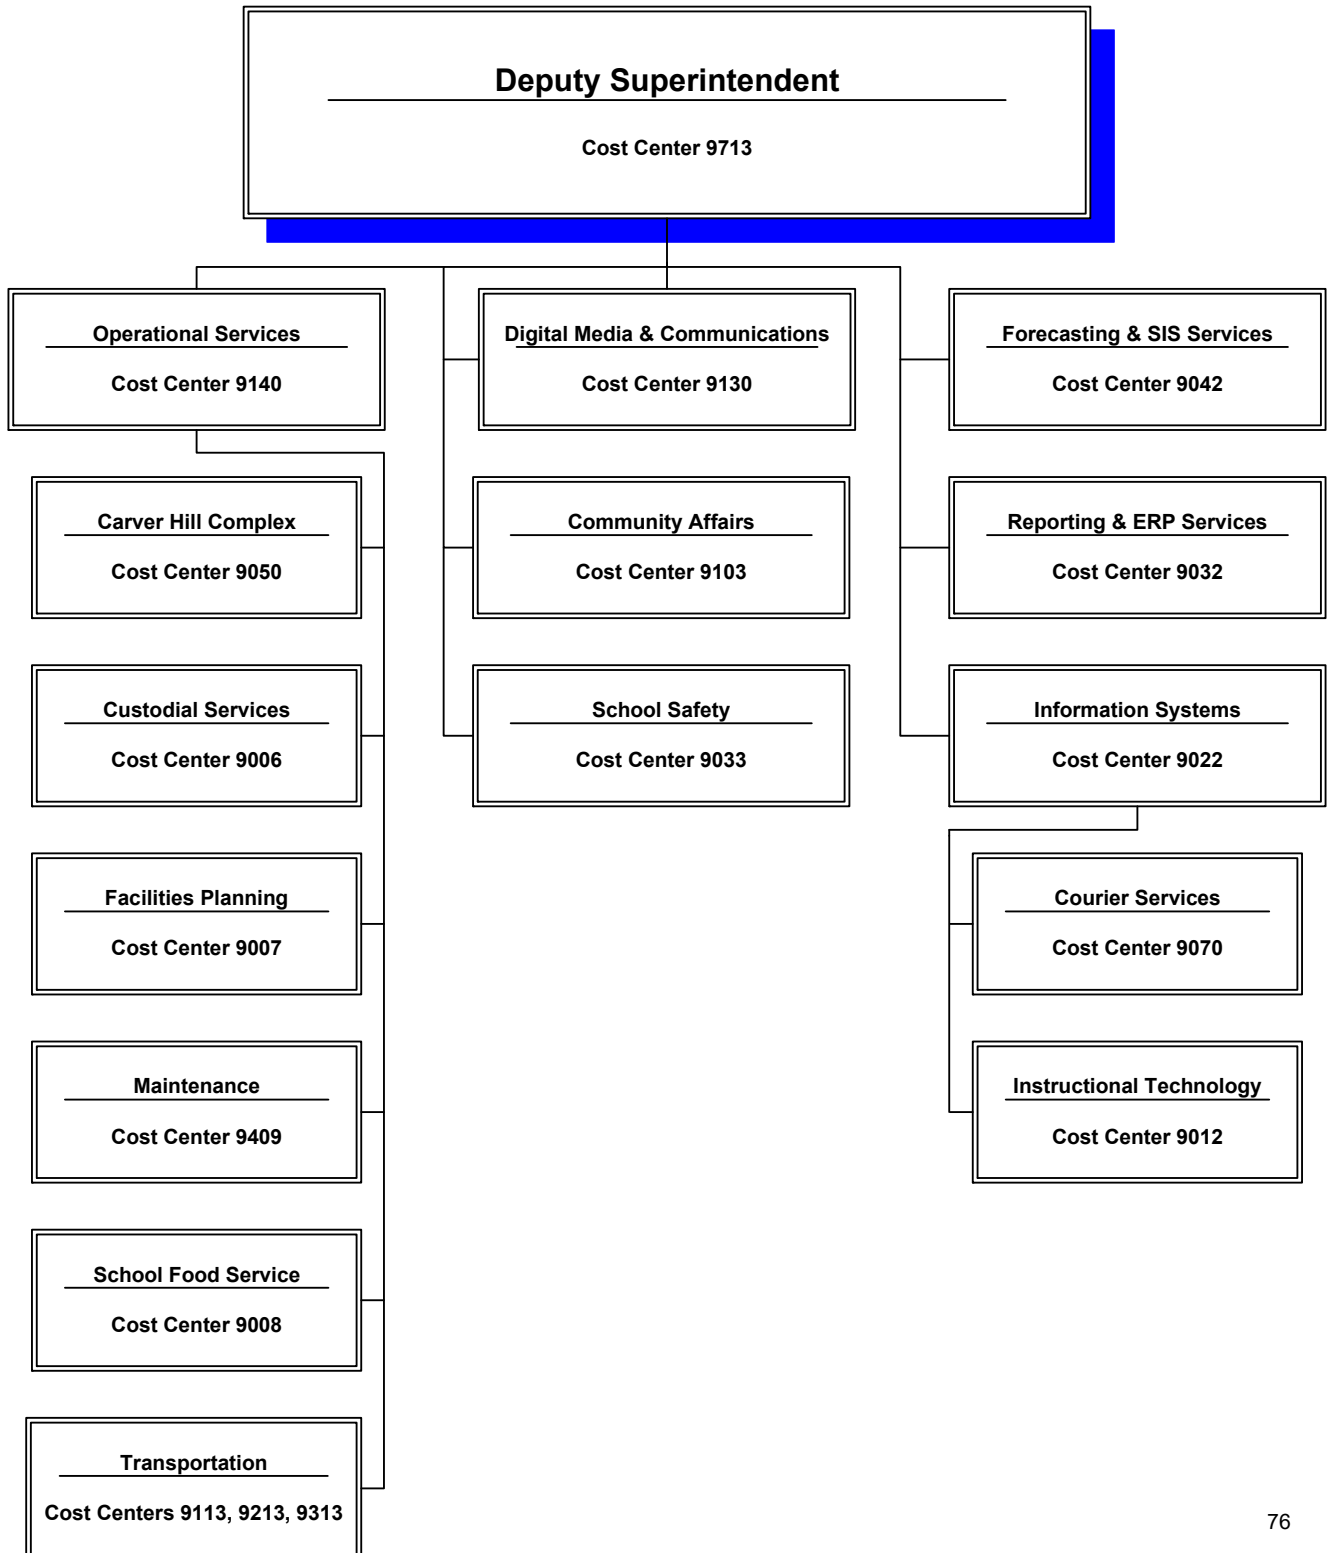 Deputy Superintendent
Cost Center 9713
Operational Services
Cost Center 9140
Digital Media & Communications
Cost Center 9130
Forecasting & SIS Services
Cost Center 9042
Carver Hill Complex
Cost Center 9050
Community Affairs
Cost Center 9103
Reporting & ERP Services
Cost Center 9032
Custodial Services
Cost Center 9006
School Safety
Cost Center 9033
Information Systems
Cost Center 9022
Facilities Planning
Cost Center 9007
Courier Services
Cost Center 9070
Maintenance
Cost Center 9409
Instructional Technology
Cost Center 9012
School Food Service
Cost Center 9008
Transportation
Cost Centers 9113, 9213, 9313
76